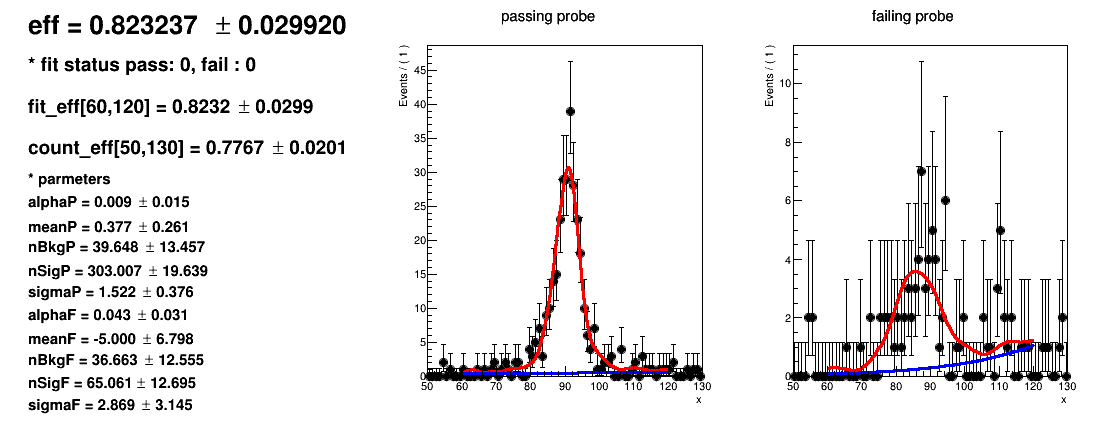 eff = 0.823237 ± 0.029920
* fit status pass: 0, fail : 0
fit_eff[60,120] = 0.8232 ± 0.0299
count_eff[50,130] = 0.7767 ± 0.0201
* parmeters
alphaP = 0.009 ± 0.015
meanP = 0.377 ± 0.261
nBkgP = 39.648 ± 13.457
nSigP = 303.007 ± 19.639
sigmaP = 1.522 ± 0.376
alphaF = 0.043 ± 0.031
meanF = -5.000 ± 6.798
nBkgF = 36.663 ± 12.555
nSigF = 65.061 ± 12.695
sigmaF = 2.869 ± 3.145
passing probe
Events / ( 1 )
45
40
35
30
25
20
15
10
5
0
50 60 70 80 90 100 110 120 130
x
failing probe
Events / ( 1 )
10
8
6
4
2
0
50 60 70 80 90 100 110 120 130
x